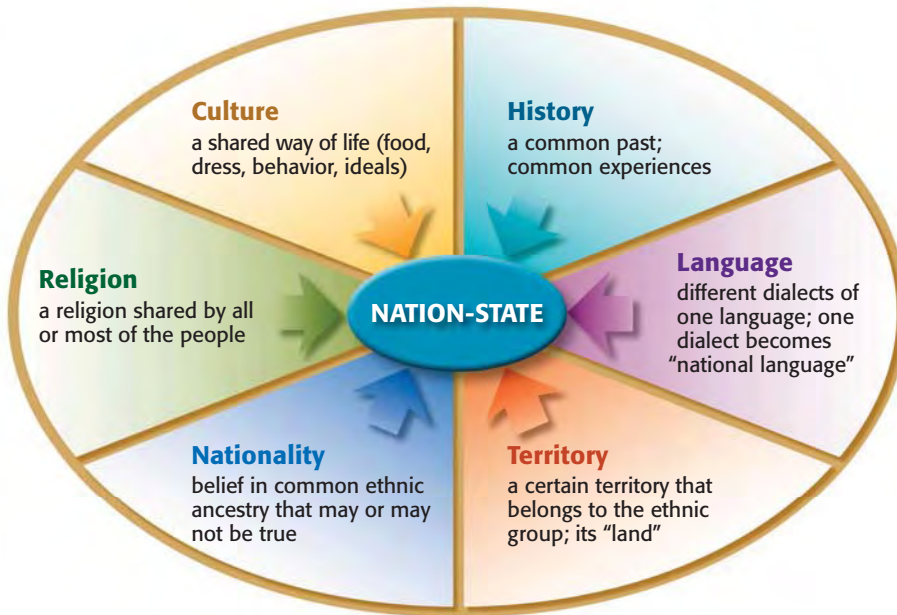 Culture
a shared way of life (food,
dress, behavior, ideals)
History
a common past;
common experiences
Religion
a religion shared by all
or most of the people
NATION-STATE
Language
different dialects of
one language; one
dialect becomes
“national language”
Nationality
belief in common ethnic
ancestry that may or may
not be true
Territory
a certain territory that
belongs to the ethnic
group; its “land”